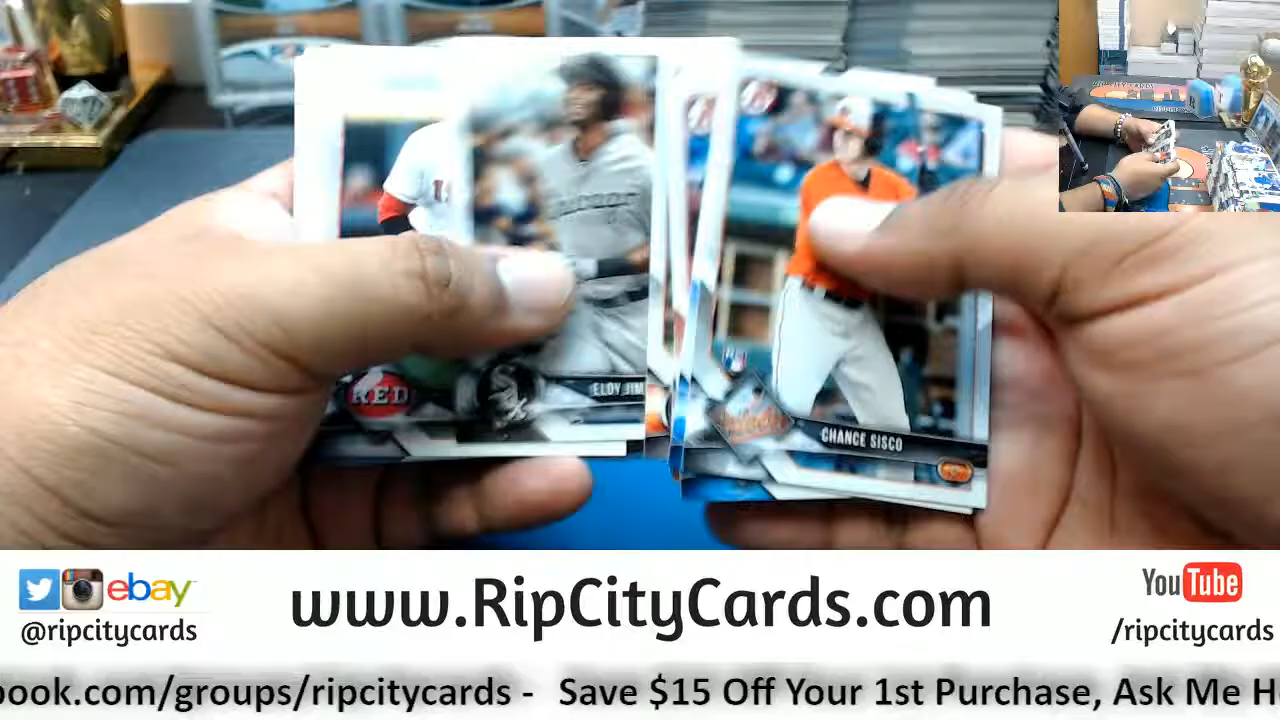 RED
ELOY JIM
CHANCE SISCO
ebay
@ripcitycards
www.RipCityCards.com
YouTube
/ripcitycards
book.com/groups/ripcitycards - Save $15 Off Your 1st Purchase, Ask Me H